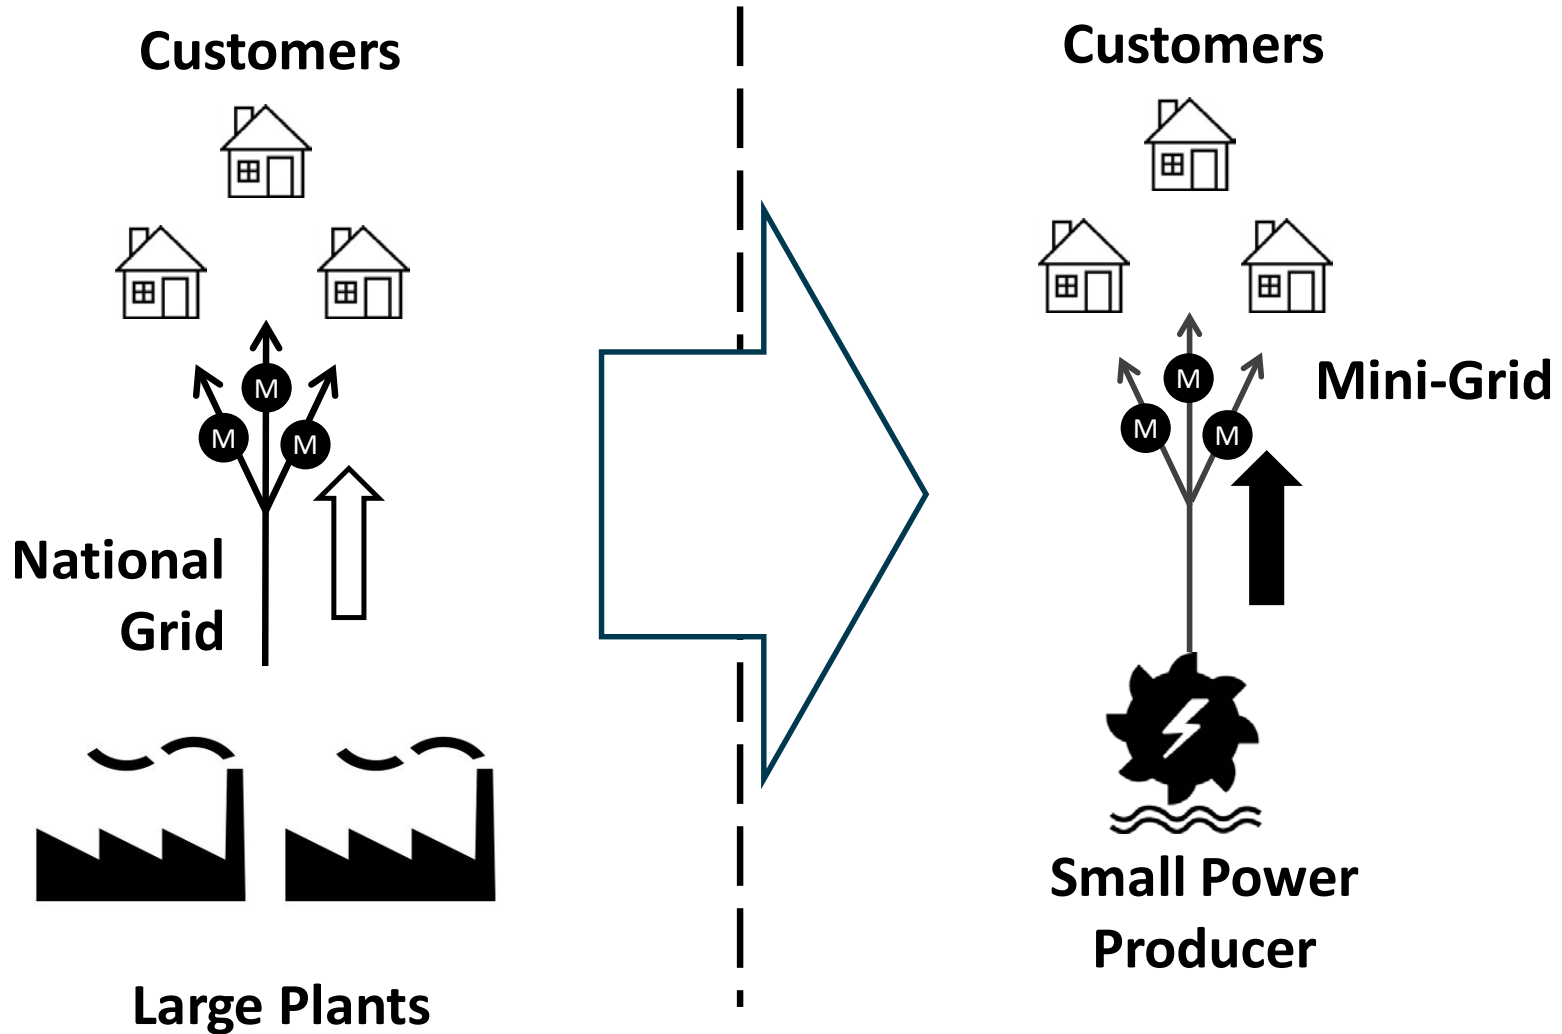 Customers
M
M
M
National
Grid
Large Plants
Customers
M
M
M
Mini-Grid
Small Power
Producer